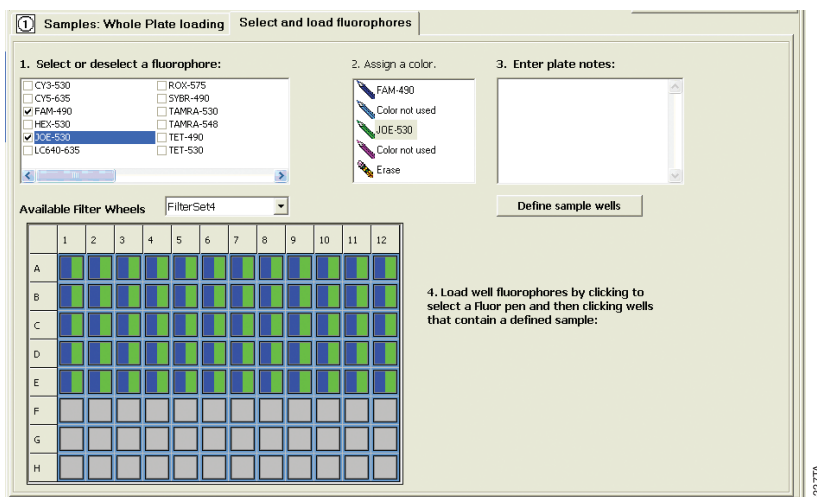 1 Samples: Whole Plate loading Select and load fluorophores
1. Select or deselect a fluorophore:
CY3-530
CY5-635
FAM-490
HEX-530
JOE-530
LC640-635
ROX-575
SYBR-490
TAMRA-530
TAMRA-548
TET-490
TET-530
2. Assign a color.
FAM-490
Color not used
JOE-530
Color not used
Erase
3. Enter plate notes:
Available Filter Wheels FilterSet4
Define sample wells
1 2 3 4 5 6 7 8 9 10 11 12
A
B
C
D
E
F
G
H
4. Load well fluorophores by clicking to
select a Fluor pen and then clicking wells
that contain a defined sample: